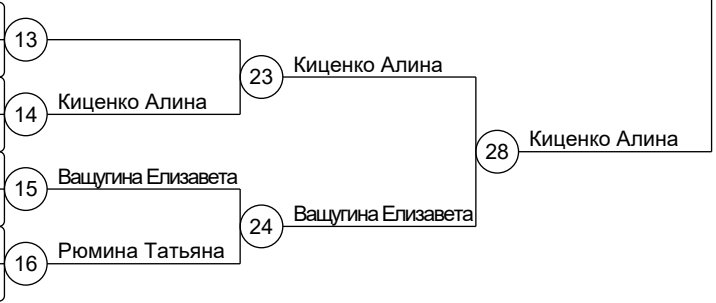 13
Киценко Алина
23
14
Киценко Алина
Киценко Алина
28
15
Ващугина Елизавета
Ващугина Елизавета
24
16
Рюмина Татьяна